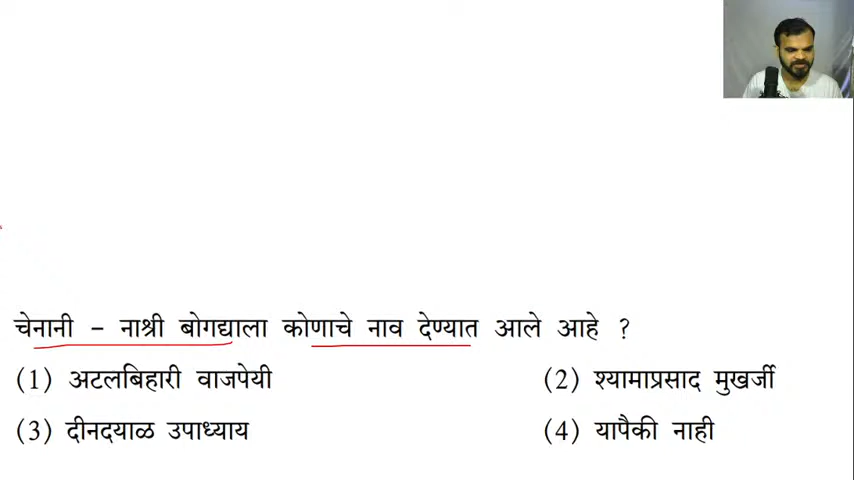 चेनानी – नाश्री बोगद्याला कोणाचे नाव देण्यात आले आहे ?
(1) अटलबिहारी वाजपेयी (2) श्यामाप्रसाद मुखर्जी
(3) दीनदयाळ उपाध्याय (4) यापैकी नाही